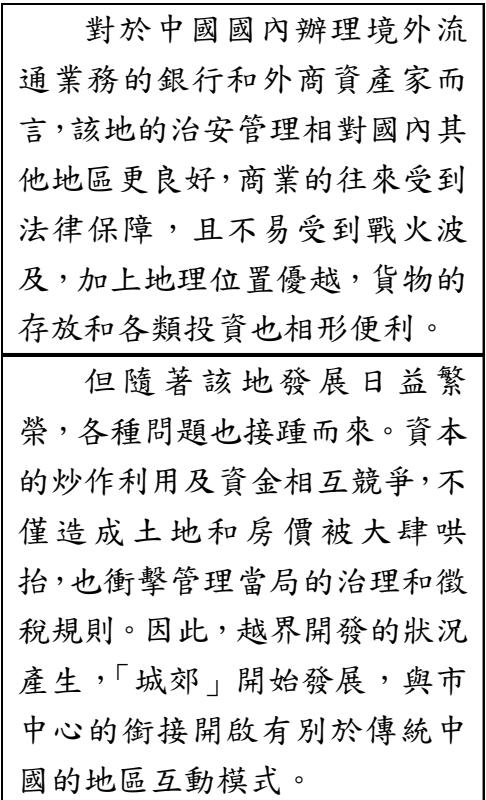 對於中國國內辦理境外流
通業務的銀行和外商資產家而
言，該地的治安管理相對國內其
他地區更良好，商業的往來受到
法律保障，且不易受到戰火波
及，加上地理位置優越，貨物的
存放和各類投資也相形便利。
但隨著該地發展日益繁
榮，各種問題也接踵而來。資本
的炒作利用及資金相互競爭，不
僅造成土地和房價被大肆哄
抬，也衝擊管理當局的治理和徵
稅規則。因此，越界開發的狀況
產生，「城郊」開始發展，與市
中心的銜接開啟有別於傳統中
國的地區互動模式。